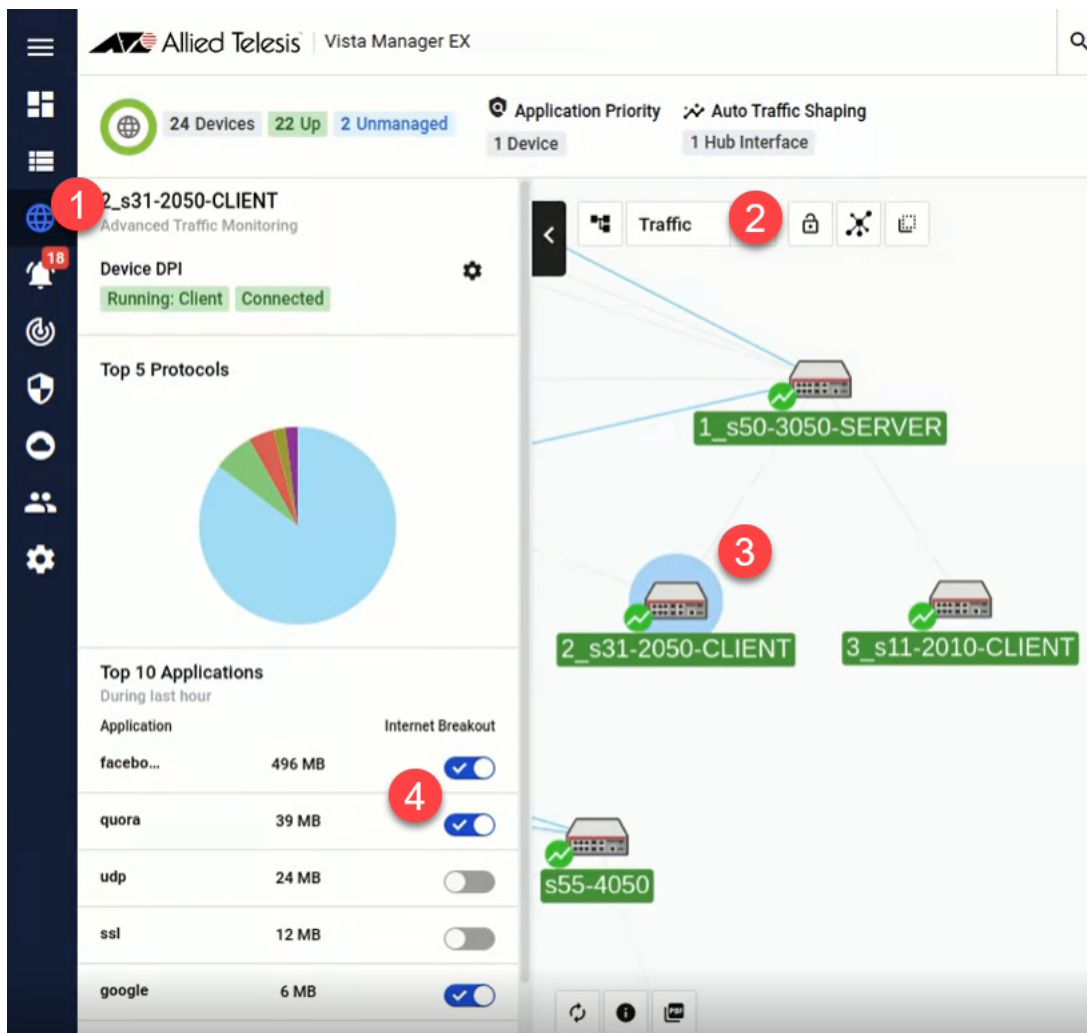 Allied Telesis | Vista Manager EX
24 Devices 22 Up 2 Unmanaged
Application Priority
1 Device
Auto Traffic Shaping
1 Hub Interface
1
18
2_s31-2050-CLIENT
Advanced Traffic Monitoring
Device DPI
Running: Client Connected
Top 5 Protocols
Top 10 Applications
During last hour
Application Internet Breakout
facebo... 496 MB
4
quora 39 MB
udp 24 MB
ssl 12 MB
google 6 MB
Traffic 2
1_s50-3050-SERVER
3
2_s31-2050-CLIENT
3_s11-2010-CLIENT
s55-4050
PDF